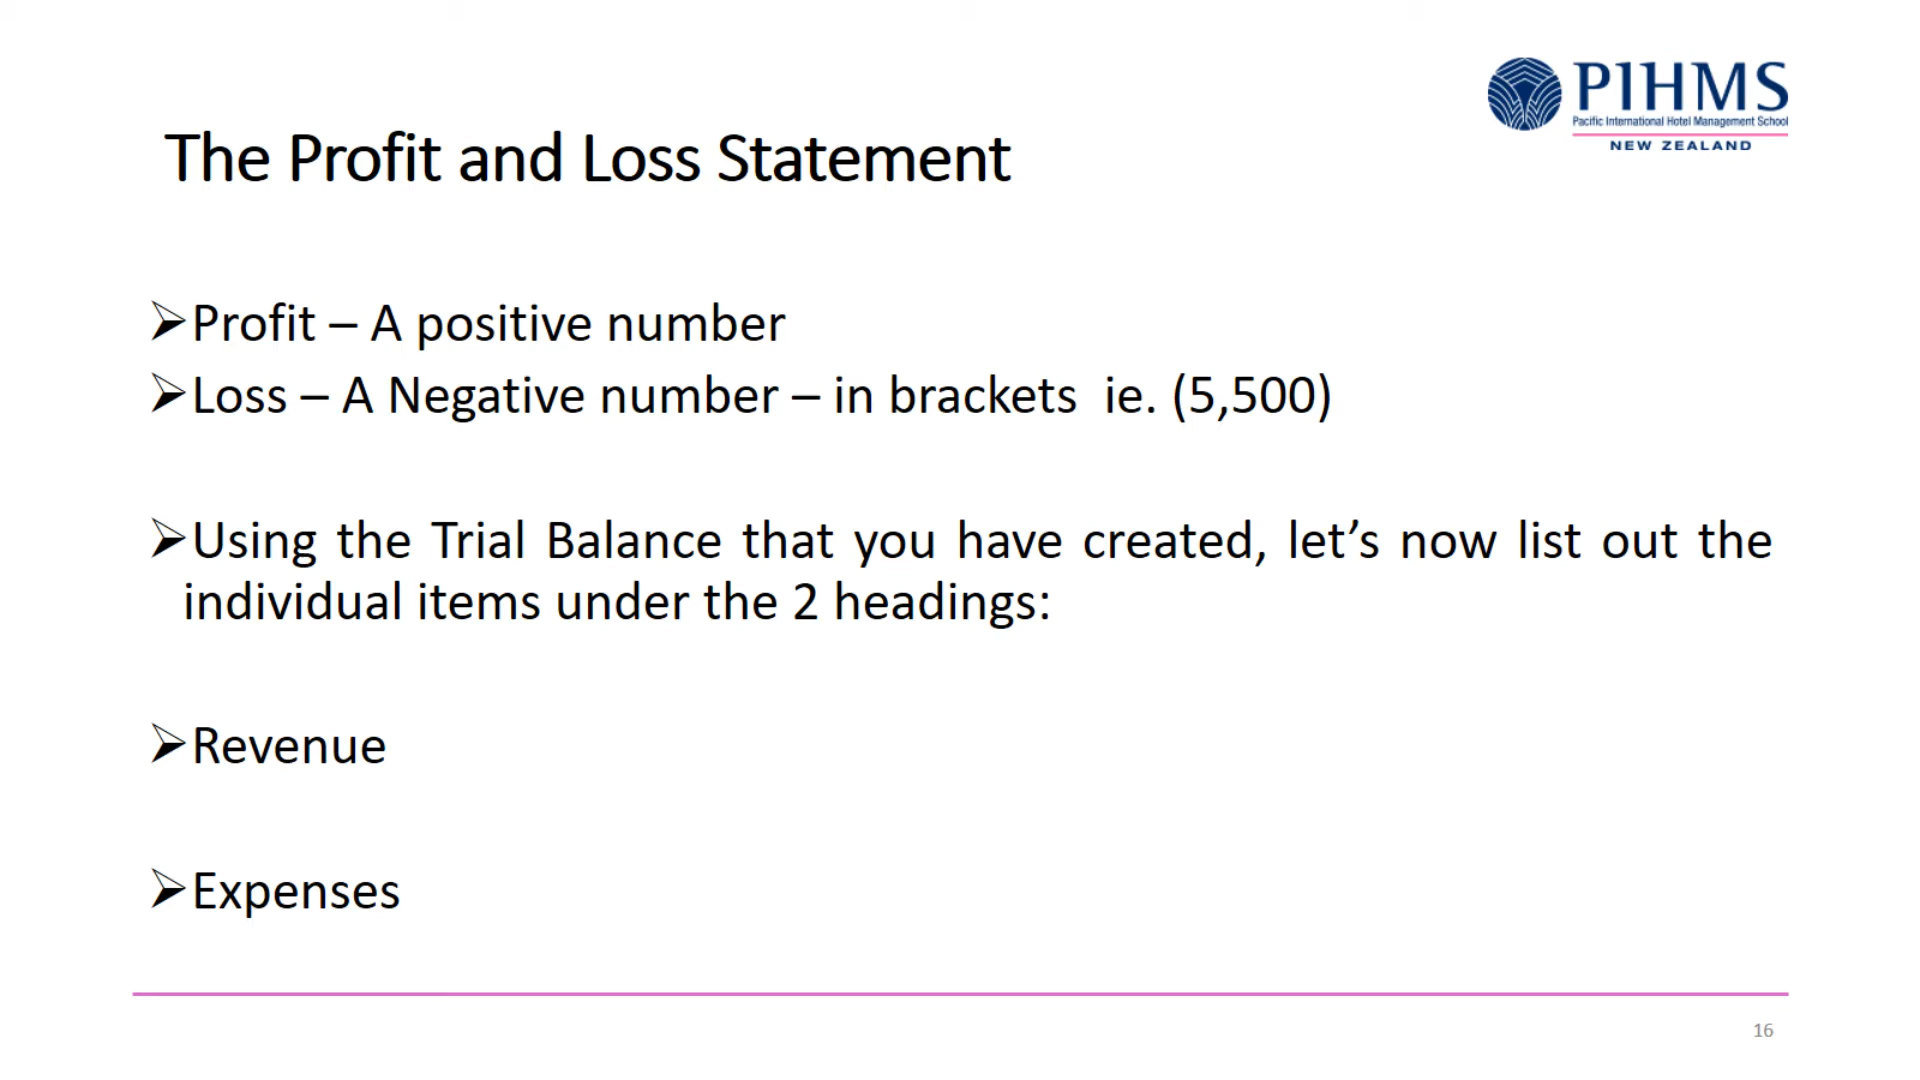 PIHMS
Pacific International Hotel Management School
NEW ZEALAND
The Profit and Loss Statement
➢Profit – A positive number
➢Loss – A Negative number – in brackets  ie. (5,500)
➢Using the Trial Balance that you have created, let’s now list out the
individual items under the 2 headings:
➢Revenue
➢Expenses
16